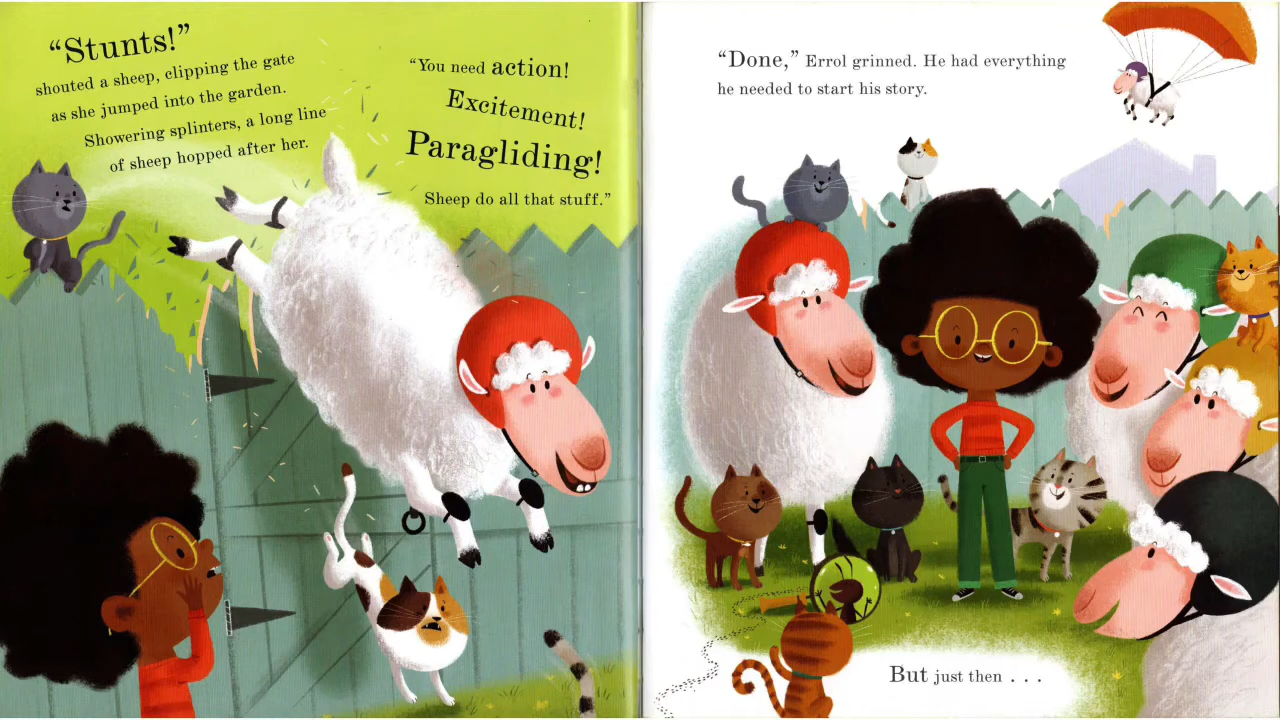 “Stunts!”
shouted a sheep, clipping the gate
as she jumped into the garden.
Showering splinters, a long line
of sheep hopped after her.
“You need action!
Excitement!
Paragliding!
Sheep do all that stuff.”
“Done,” Errol grinned. He had everything
he needed to start his story.
But just then . . .